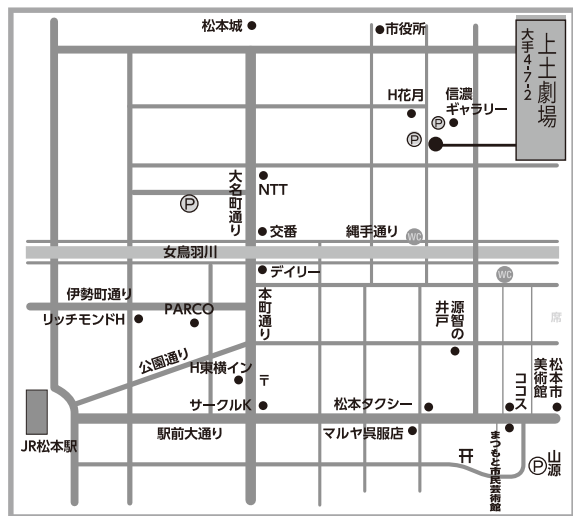 松本城
市役所
上土劇場
大手4-7-2
H花月
信濃
ギャラリー
P
P
大名町通り
NTT
P
交番
縄手通り
WC
女鳥羽川
デイリー
WC
伊勢町通り
本町通り
源智の
井戸
席
リッチモンドH
PARCO
公園通り
H東横イン
〒
松本市
美術館
ココス
サークルK
松本タクシー
JR松本駅
駅前大通り
マルヤ呉服店
まつもと市民芸術館
P
山源